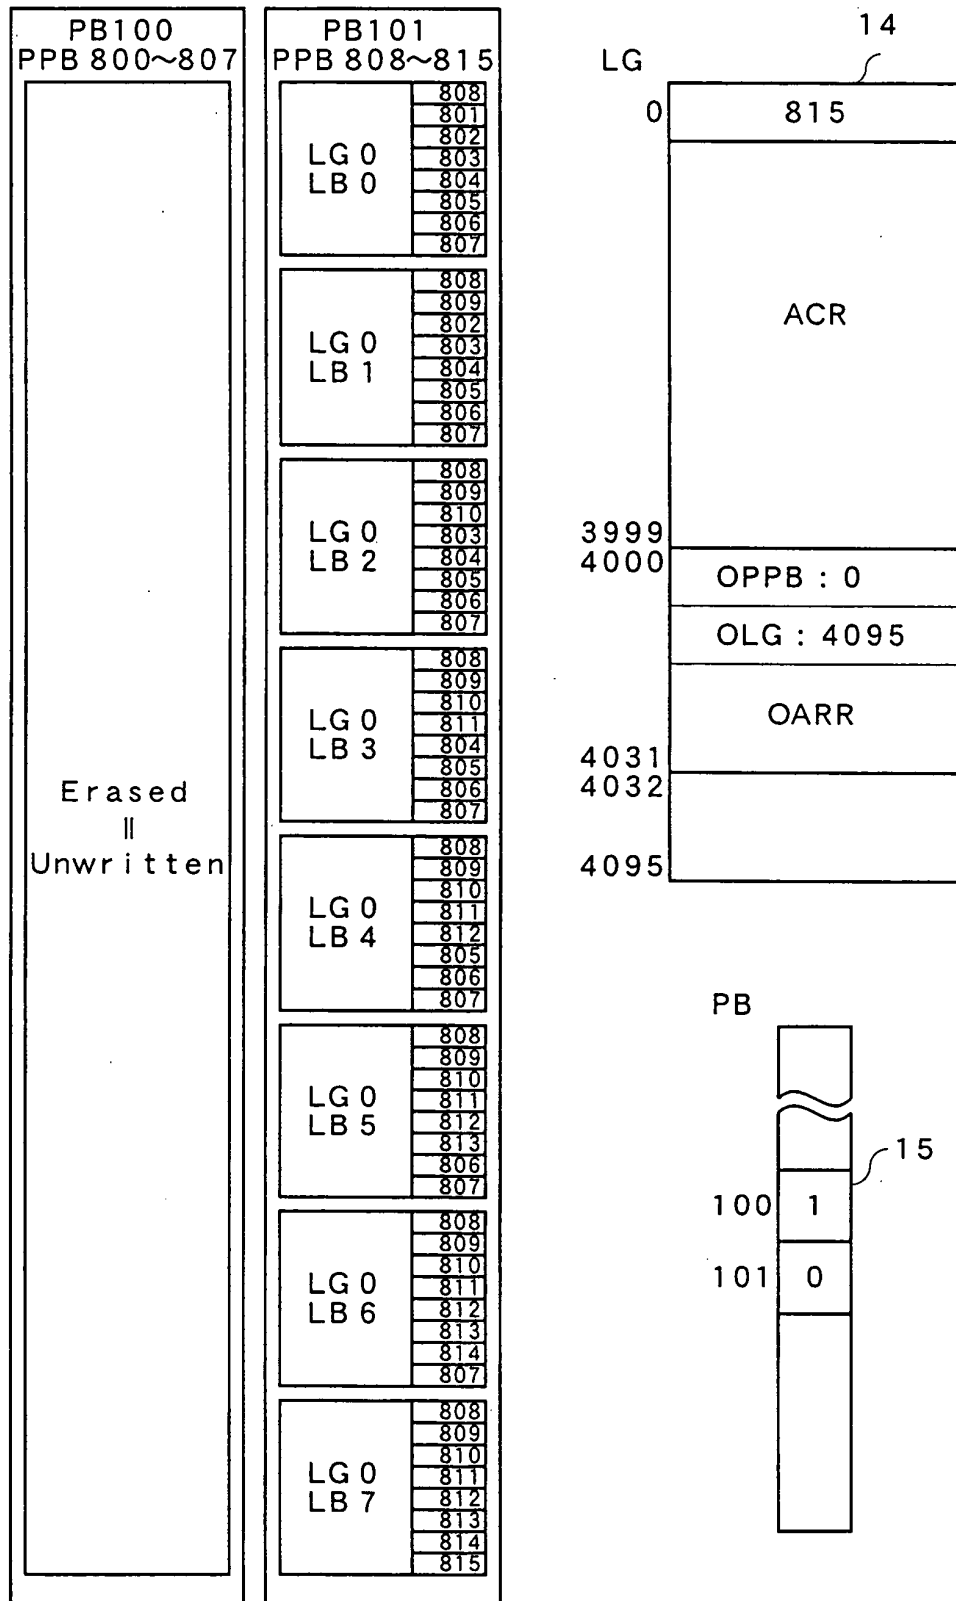 PB100
PPB 800～807
Erased
॥
Unwritten
PB101
PPB 808～815
LG 0
LB 0
808
801
802
803
804
805
806
807
LG 0
LB 1
808
809
802
803
804
805
806
807
LG 0
LB 2
808
809
810
803
804
805
806
807
LG 0
LB 3
808
809
810
811
804
805
806
807
LG 0
LB 4
808
809
810
811
812
805
806
807
LG 0
LB 5
808
809
810
811
812
813
806
807
LG 0
LB 6
808
809
810
811
812
813
814
807
LG 0
LB 7
808
809
810
811
812
813
814
815
14
LG
0 815
ACR
3999
4000 OPPB : 0
OLG : 4095
OARR
4031
4032
4095
PB
15
100 1
101 0